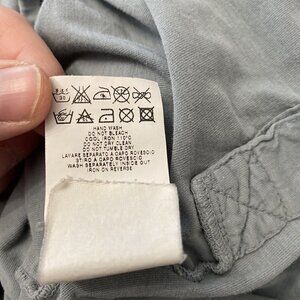 HAND WASH
DO NOT BLEACH
COOL IRON 110°C
DO NOT DRY CLEAN
DO NOT TUMBLE DRY
LAVARE SEPARATO A CAPO ROVESCIO
STIRO A CAPO ROVESCIO
WASH SEPARATELY INSIDE OUT
IRON ON REVERSE